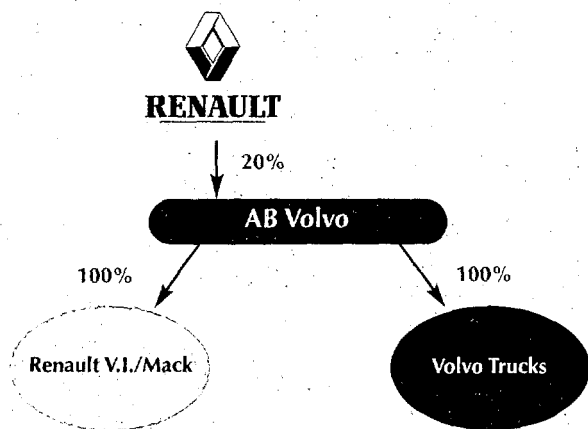 RENAULT
20%
AB Volvo
100%
100%
Renault V.I./Mack
Volvo Trucks